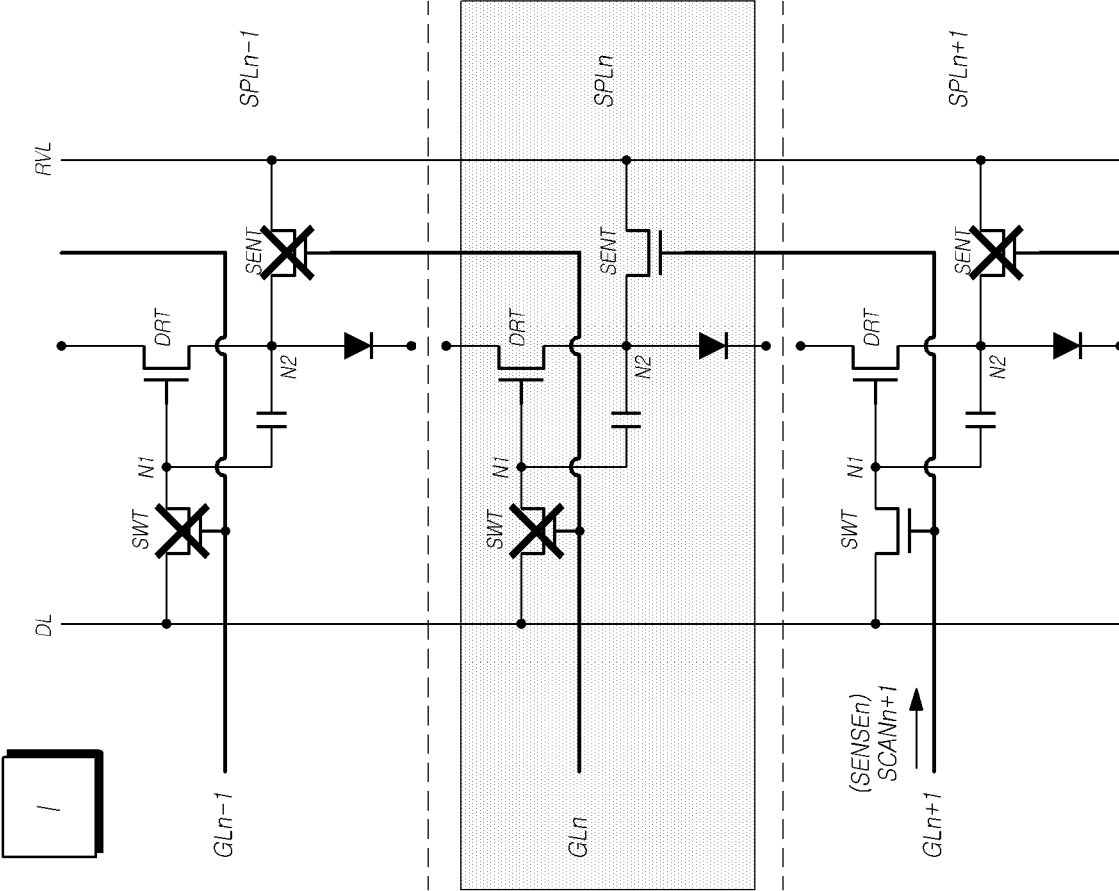 I
DL
RVL
SWT
N1
DRT
SENT
SPLn-1
GLn-1
N2
SWT
N1
DRT
SENT
SPLn
GLn
N2
SWT
N1
DRT
SENT
SPLn+1
(SENSEn)
SCANn+1
GLn+1
N2